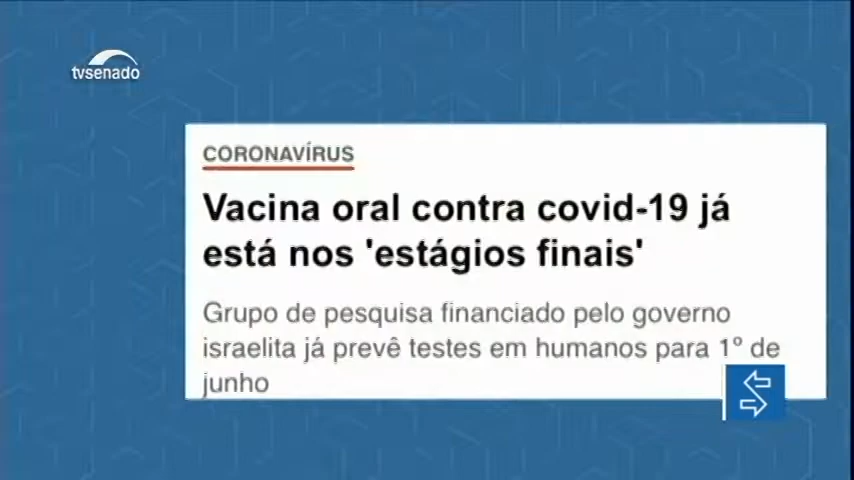 tvsenado
CORONAVÍRUS
Vacina oral contra covid-19 já
está nos 'estágios finais'
Grupo de pesquisa financiado pelo governo
israelita já prevê testes em humanos para 1º de
junho